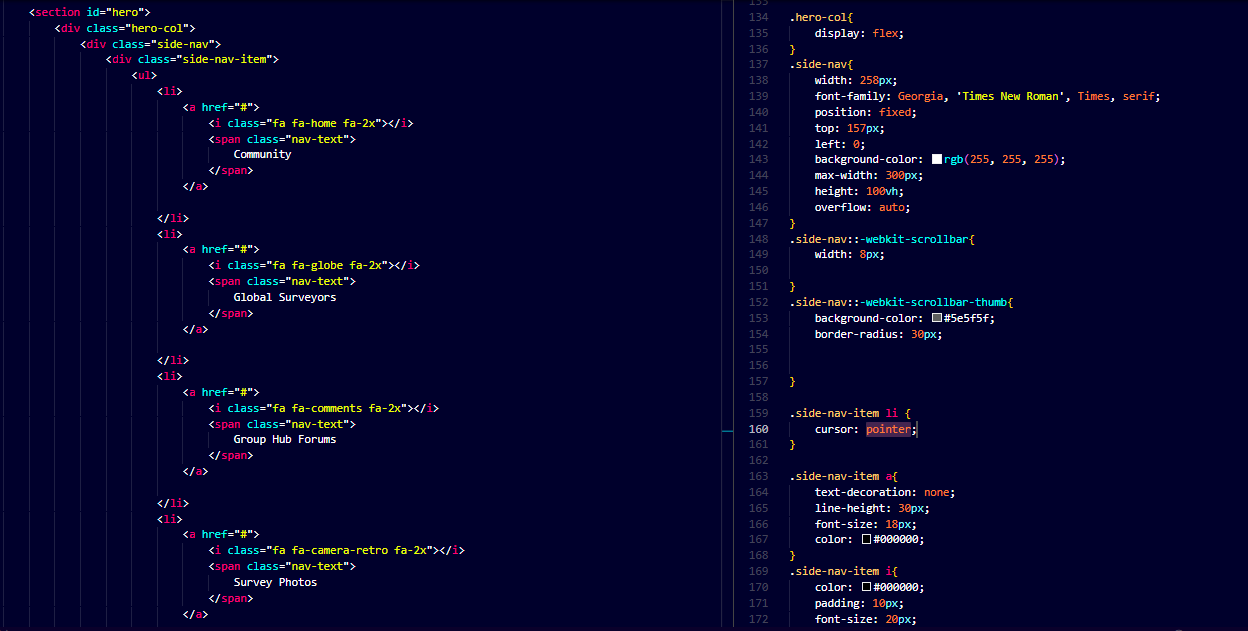 <section id="hero">
<div class="hero-col">
<div class="side-nav">
<div class="side-nav-item">
<ul>
<li>
<a href="#">
<i class="fa fa-home fa-2x"></i>
<span class="nav-text">
Community
</span>
</a>
</li>
<li>
<a href="#">
<i class="fa fa-globe fa-2x"></i>
<span class="nav-text">
Global Surveyors
</span>
</a>
</li>
<li>
<a href="#">
<i class="fa fa-comments fa-2x"></i>
<span class="nav-text">
Group Hub Forums
</span>
</a>
</li>
<li>
<a href="#">
<i class="fa fa-camera-retro fa-2x"></i>
<span class="nav-text">
Survey Photos
</span>
</a>
133
134 .hero-col{
135 display: flex;
136 }
137 .side-nav{
138 width: 258px;
139 font-family: Georgia, 'Times New Roman', Times, serif;
140 position: fixed;
141 top: 157px;
142 left: 0;
143 background-color: rgb(255, 255, 255);
144 max-width: 300px;
145 height: 100vh;
146 overflow: auto;
147 }
148 .side-nav::-webkit-scrollbar{
149 width: 8px;
150
151 }
152 .side-nav::-webkit-scrollbar-thumb{
153 background-color: #5e5f5f;
154 border-radius: 30px;
155
156
157 }
158
159 .side-nav-item li {
160 cursor: pointer;
161 }
162
163 .side-nav-item a{
164 text-decoration: none;
165 line-height: 30px;
166 font-size: 18px;
167 color: #000000;
168 }
169 .side-nav-item i{
170 color: #000000;
171 padding: 10px;
172 font-size: 20px;